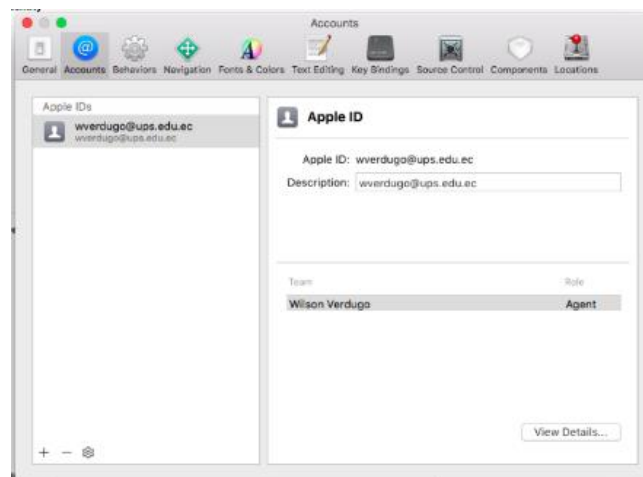 Accounts
General Accounts Behaviors Navigation Fonts & Colors Text Editing Key Bindings Source Control Components Locations
Apple IDs
wverdugo@ups.edu.ec
wverdugo@ups.edu.ec
Apple ID
Apple ID: wverdugo@ups.edu.ec
Description: wverdugo@ups.edu.ec
Team Role
Wilson Verdugo Agent
View Details...